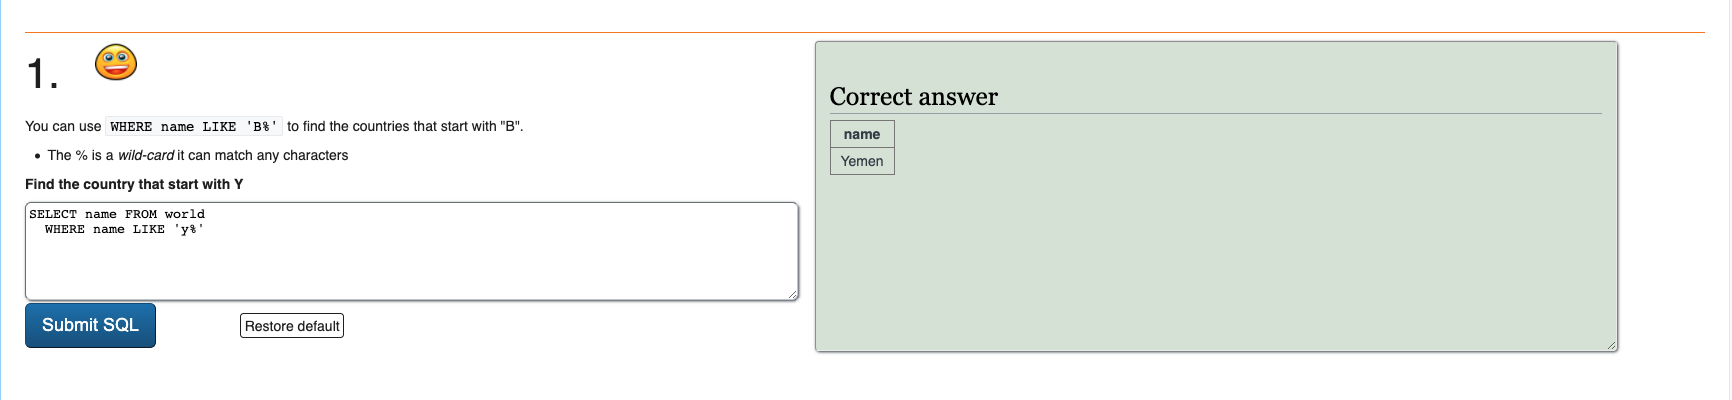 1.
You can use WHERE name LIKE 'B%' to find the countries that start with "B".
• The % is a wild-card it can match any characters
Find the country that start with Y
SELECT name FROM world
WHERE name LIKE 'y%'
Submit SQL
Restore default
Correct answer
name
Yemen